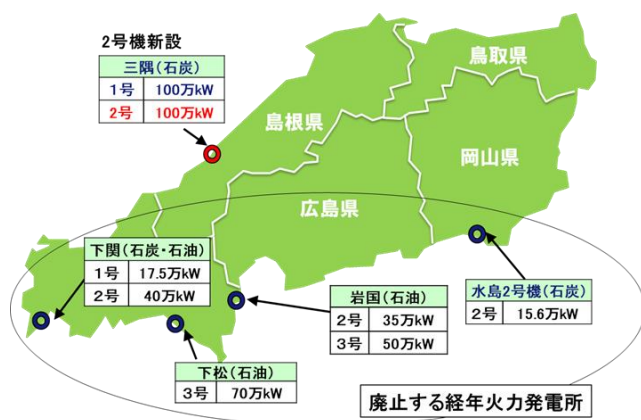 2号機新設
三隅(石炭)
1号 100万kW
2号 100万kW
鳥取県
島根県
岡山県
広島県
下関(石炭・石油)
1号 17.5万kW
2号 40万kW
岩国(石油)
2号 35万kW
3号 50万kW
水島2号機(石炭)
2号 15.6万kW
下松(石油)
3号 70万kW
廃止する経年火力発電所